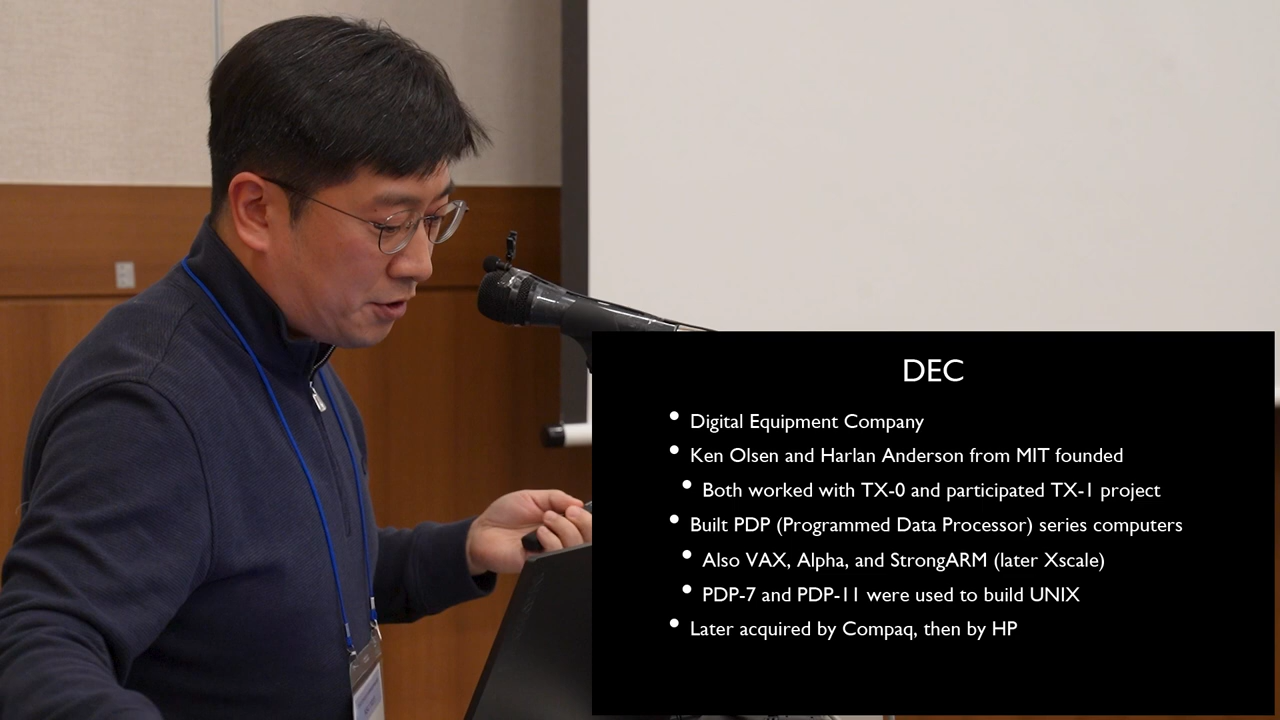 DEC
• Digital Equipment Company
• Ken Olsen and Harlan Anderson from MIT founded
• Both worked with TX-0 and participated TX-1 project
• Built PDP (Programmed Data Processor) series computers
• Also VAX, Alpha, and StrongARM (later Xscale)
• PDP-7 and PDP-11 were used to build UNIX
• Later acquired by Compaq, then by HP